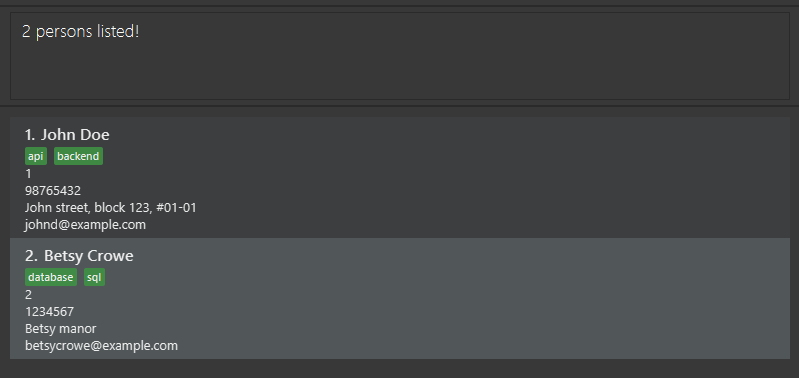 2 persons listed!
1. John Doe
api backend
1
98765432
John street, block 123, #01-01
johnd@example.com
2. Betsy Crowe
database sql
2
1234567
Betsy manor
betsycrowe@example.com